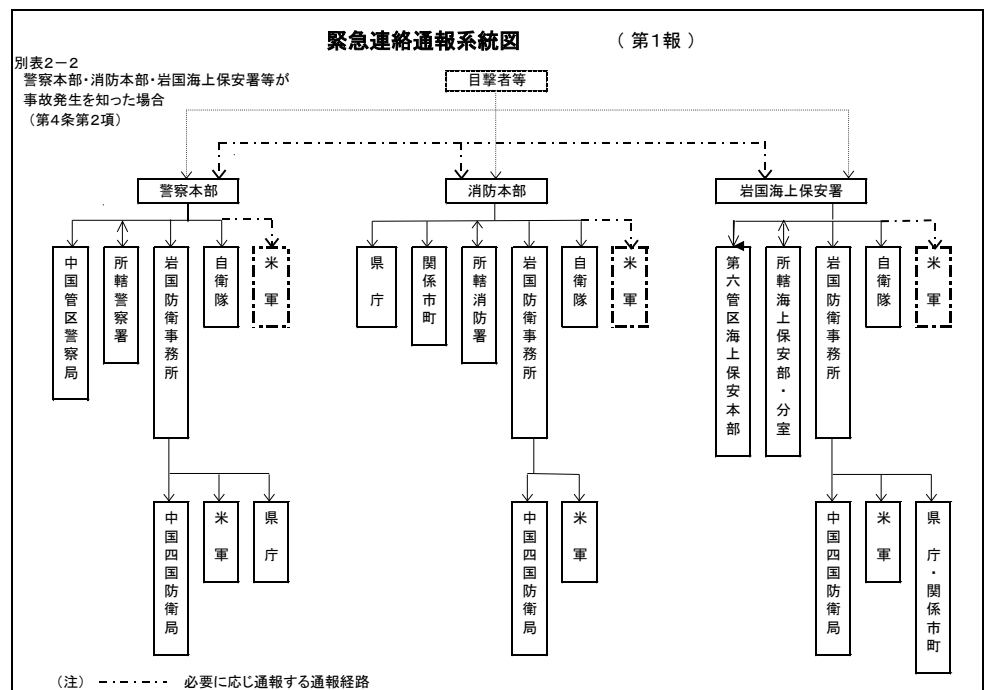 緊急連絡通報系統図 （第1報）
別表2－2
警察本部・消防本部・岩国海上保安署等が
事故発生を知った場合
（第4条第2項）
目撃者等
警察本部
消防本部
岩国海上保安署
中国管区警察局
所轄警察署
岩国防衛事務所
自衛隊
米軍
県庁
関係市町
所轄消防署
岩国防衛事務所
自衛隊
米軍
第六管区海上保安本部
所轄海上保安部・分室
岩国防衛事務所
自衛隊
米軍
中国四国防衛局
米軍
県庁
中国四国防衛局
米軍
中国四国防衛局
米軍
県庁・関係市町
（注） 必要に応じ通報する通報経路